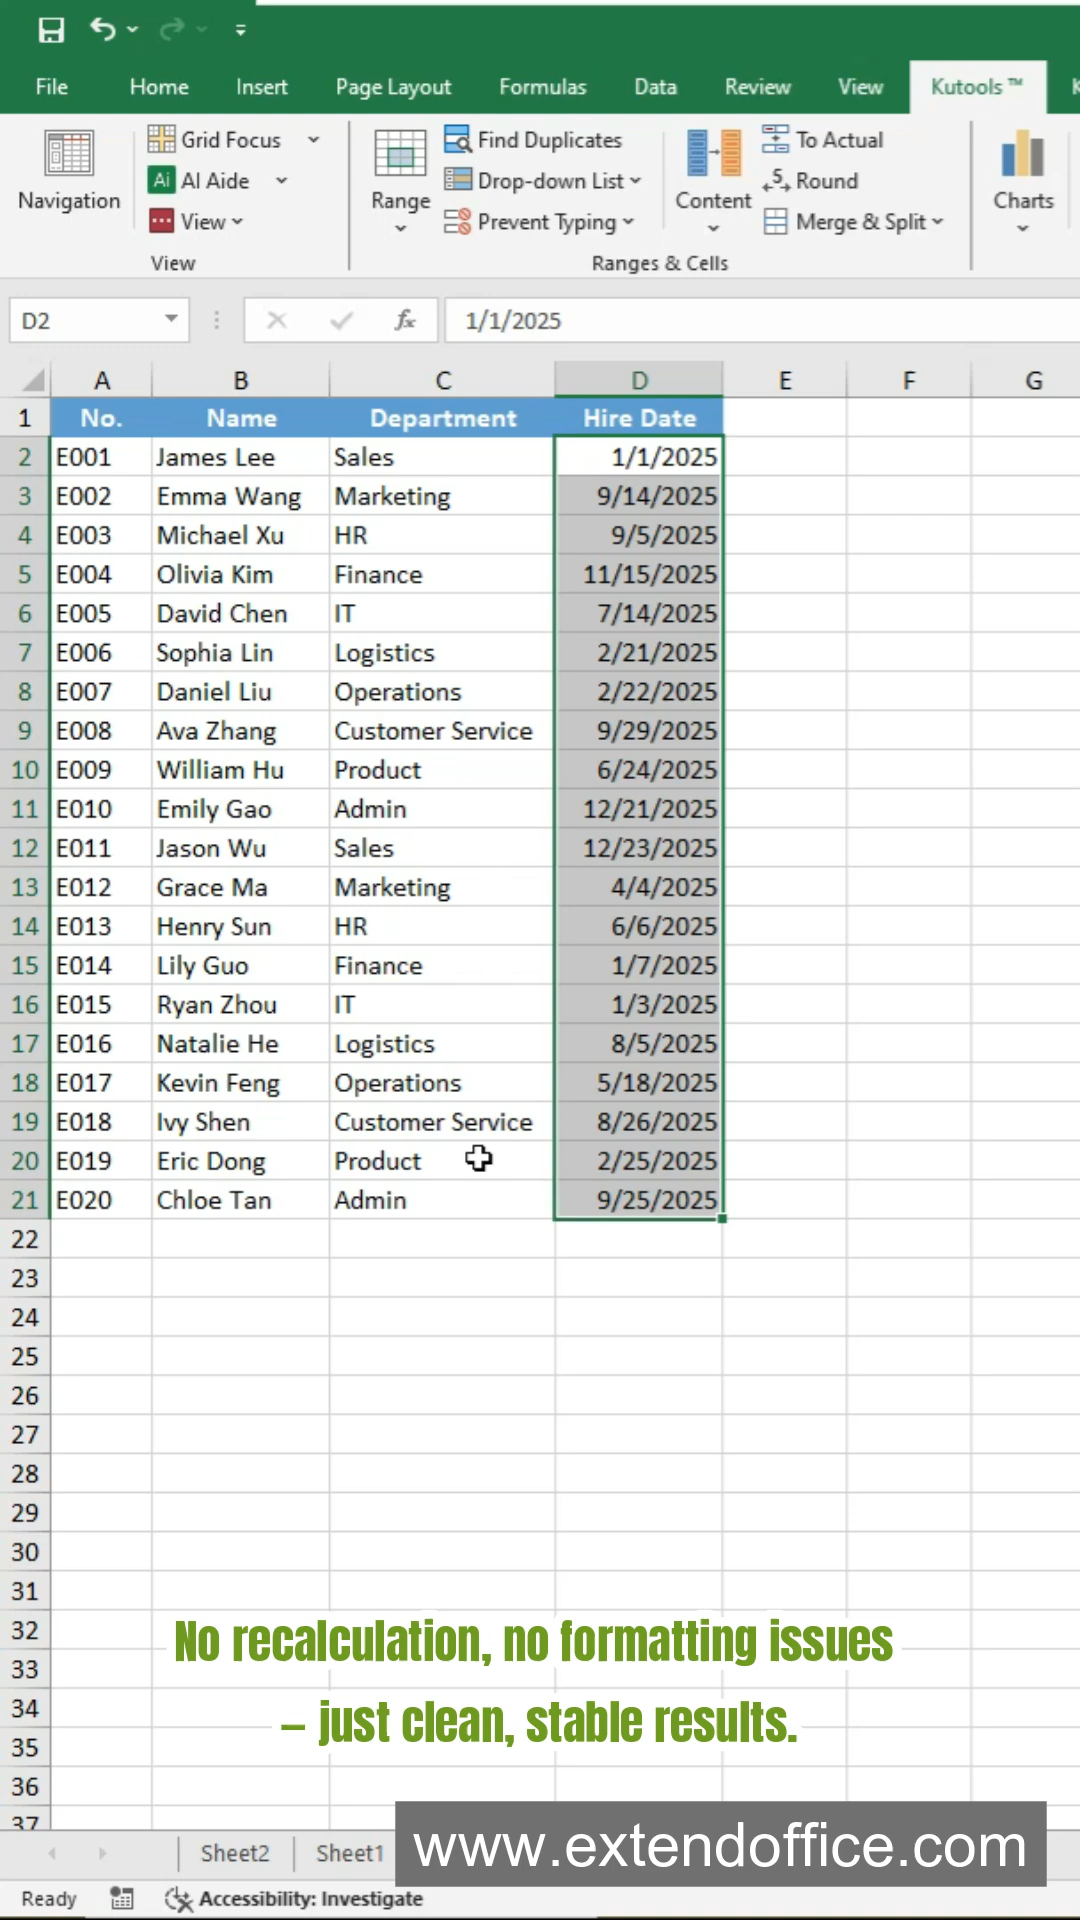 File Home Insert Page Layout Formulas Data Review View Kutools ™
Navigation
Grid Focus
Ai AI Aide
View
View
Range
Find Duplicates
Drop-down List
Prevent Typing
Content
To Actual
Round
Merge & Split
Ranges & Cells
Charts
D2 fx 1/1/2025
A B C D E F G
1 No. Name Department Hire Date
2 E001 James Lee Sales 1/1/2025
3 E002 Emma Wang Marketing 9/14/2025
4 E003 Michael Xu HR 9/5/2025
5 E004 Olivia Kim Finance 11/15/2025
6 E005 David Chen IT 7/14/2025
7 E006 Sophia Lin Logistics 2/21/2025
8 E007 Daniel Liu Operations 2/22/2025
9 E008 Ava Zhang Customer Service 9/29/2025
10 E009 William Hu Product 6/24/2025
11 E010 Emily Gao Admin 12/21/2025
12 E011 Jason Wu Sales 12/23/2025
13 E012 Grace Ma Marketing 4/4/2025
14 E013 Henry Sun HR 6/6/2025
15 E014 Lily Guo Finance 1/7/2025
16 E015 Ryan Zhou IT 1/3/2025
17 E016 Natalie He Logistics 8/5/2025
18 E017 Kevin Feng Operations 5/18/2025
19 E018 Ivy Shen Customer Service 8/26/2025
20 E019 Eric Dong Product 2/25/2025
21 E020 Chloe Tan Admin 9/25/2025
22
23
24
25
26
27
28
29
30
31
32
33
34
35
36
37
No recalculation, no formatting issues
– just clean, stable results.
Sheet2 Sheet1
www.extendoffice.com
Ready Accessibility: Investigate